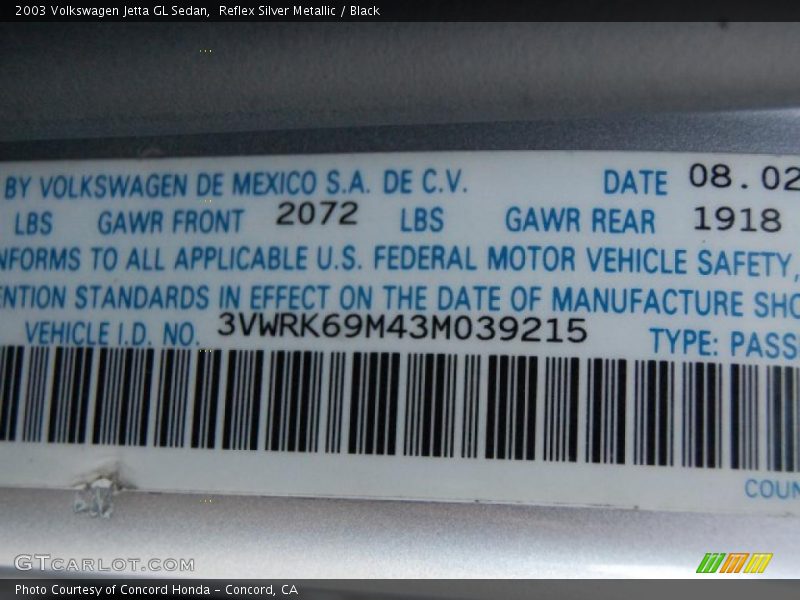 2003 Volkswagen Jetta GL Sedan,  Reflex Silver Metallic / Black
BY VOLKSWAGEN DE MEXICO S.A. DE C.V. DATE 08.02
LBS GAWR FRONT 2072 LBS GAWR REAR 1918
NFORMS TO ALL APPLICABLE U.S. FEDERAL MOTOR VEHICLE SAFETY,
ENTION STANDARDS IN EFFECT ON THE DATE OF MANUFACTURE SHO
VEHICLE I.D. NO. 3VWRK69M43M039215 TYPE: PASS
COUN
GTCARLOT.COM
Photo Courtesy of Concord Honda - Concord, CA